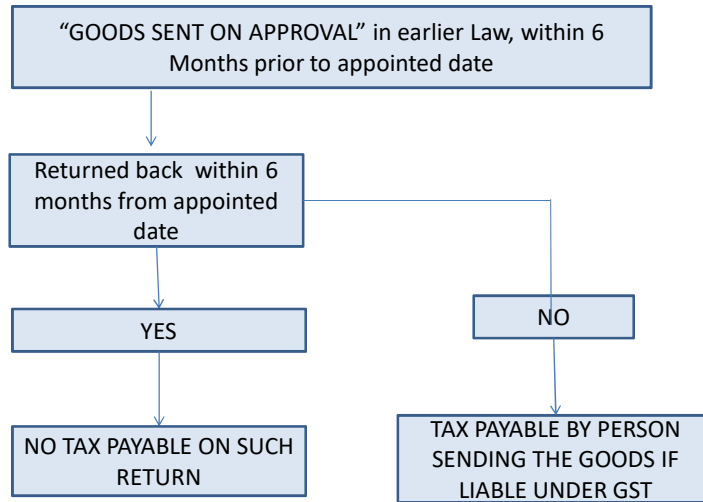 “GOODS SENT ON APPROVAL” in earlier Law, within 6
Months prior to appointed date
Returned back within 6
months from appointed
date
YES
NO
NO TAX PAYABLE ON SUCH
RETURN
TAX PAYABLE BY PERSON
SENDING THE GOODS IF
LIABLE UNDER GST